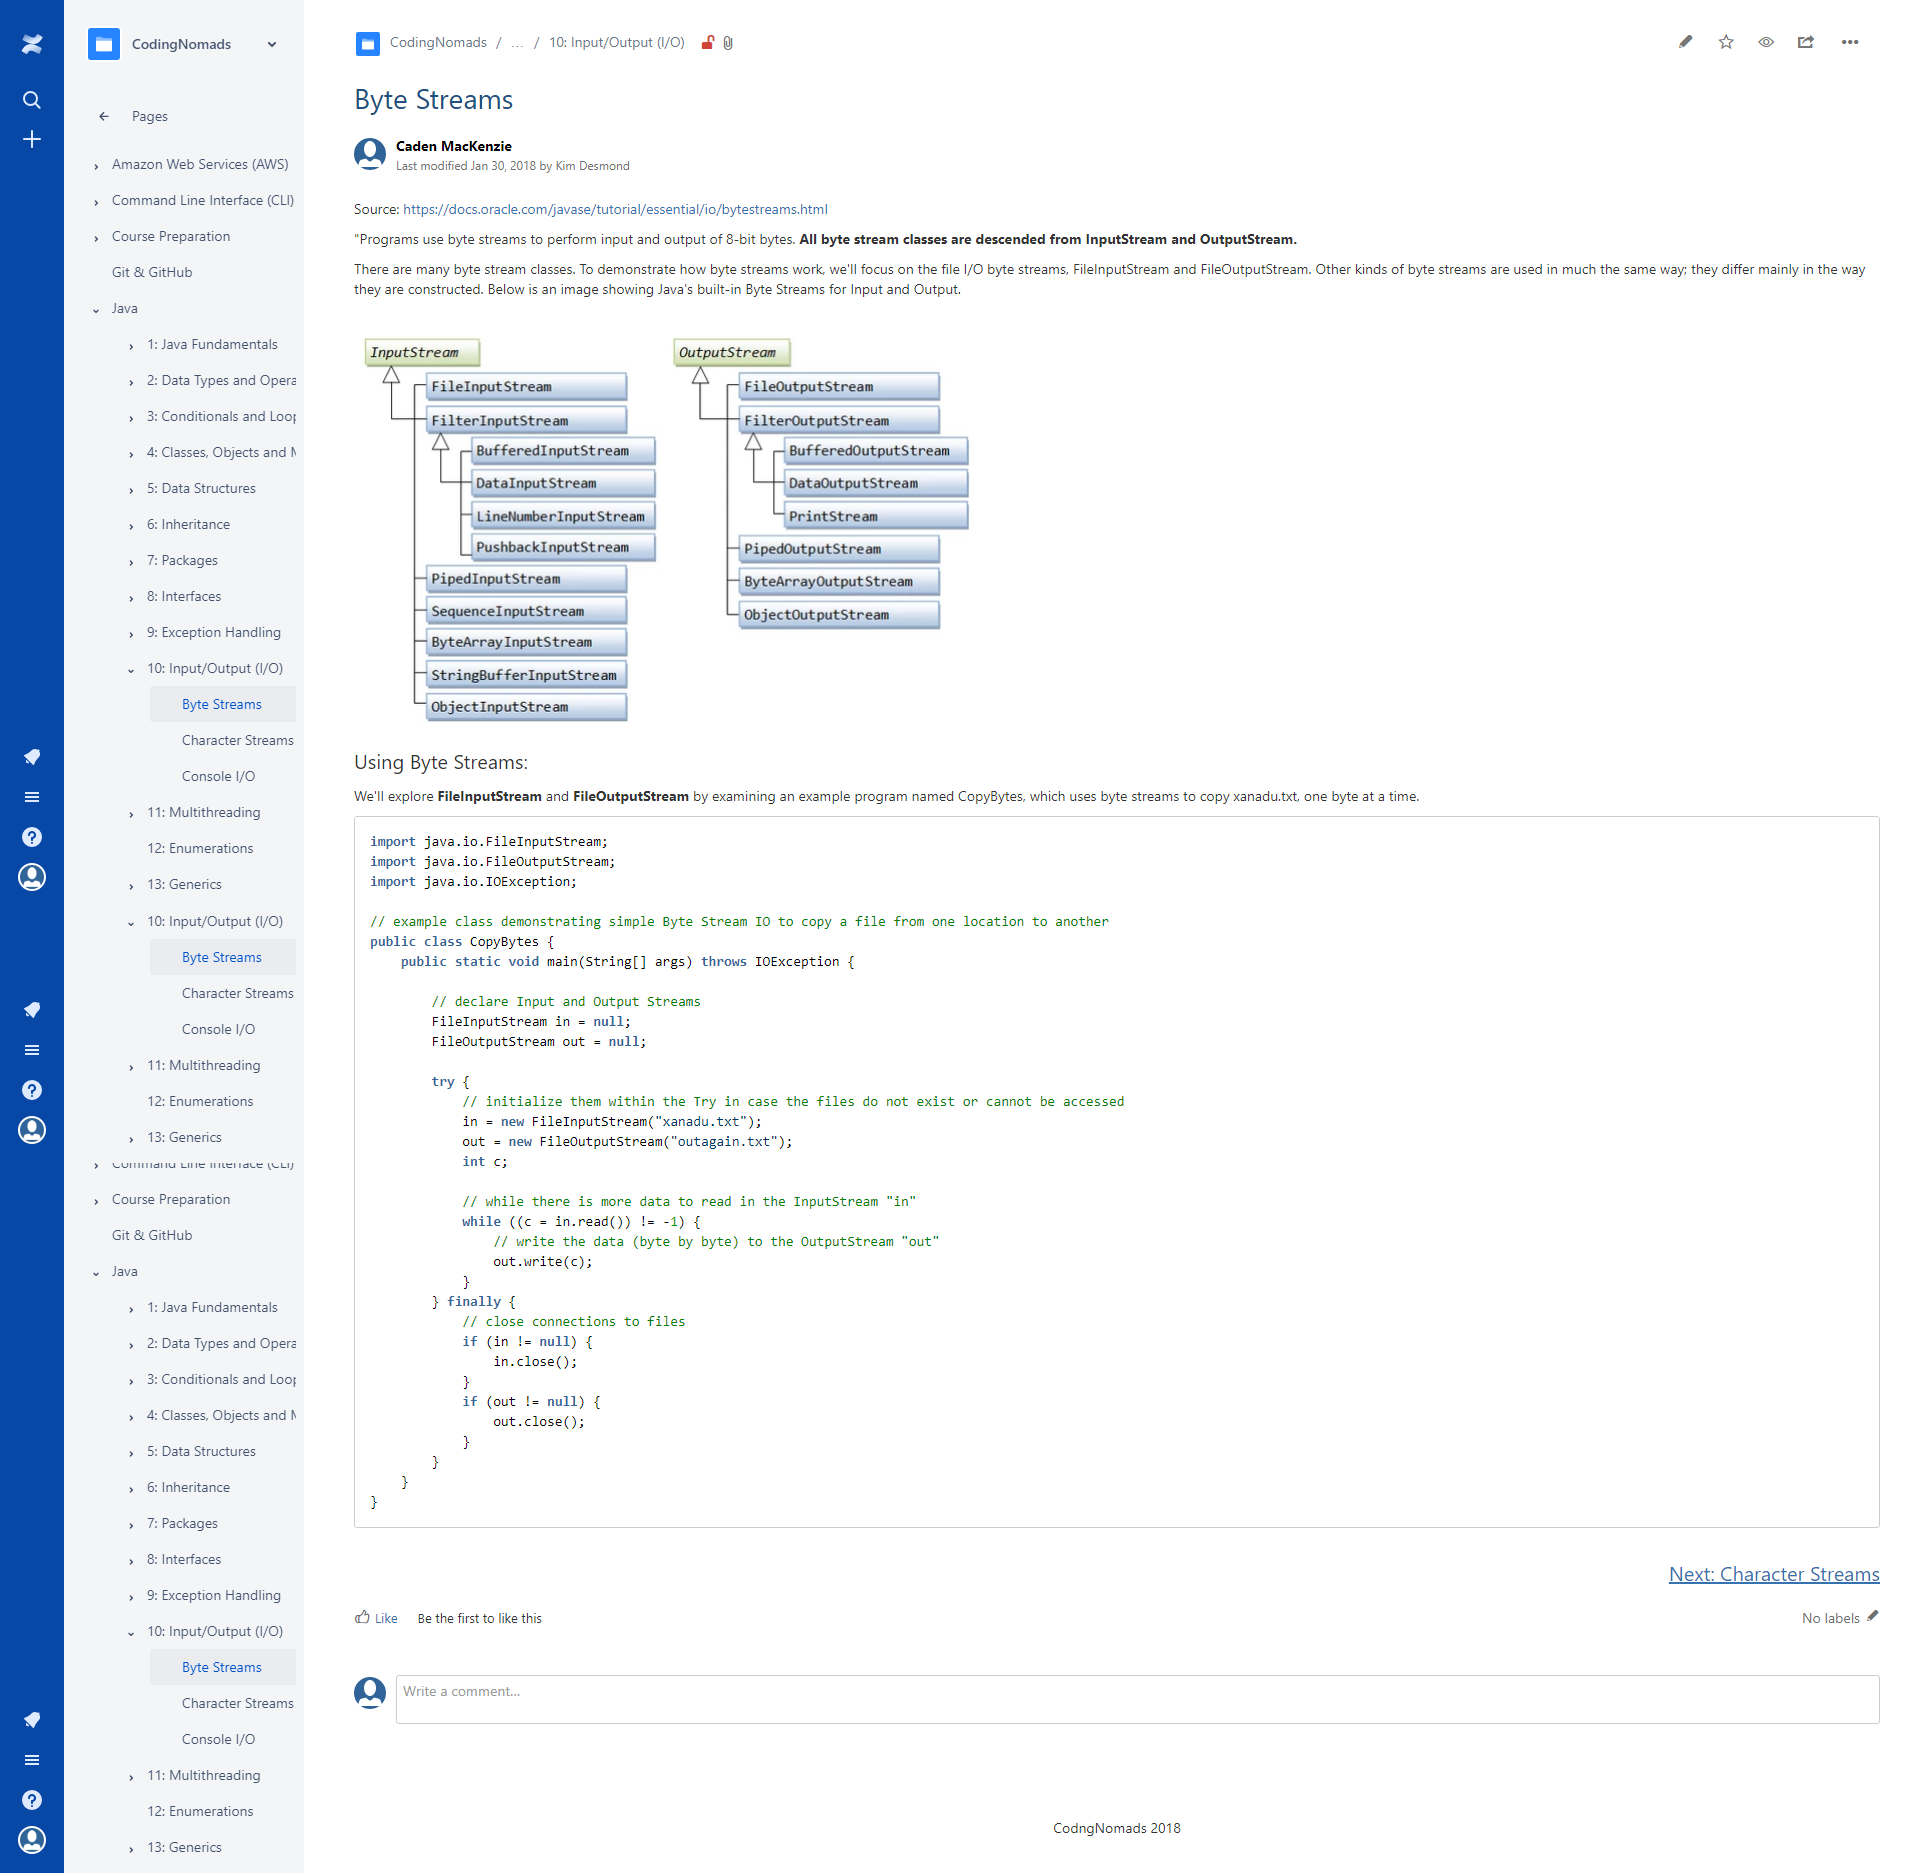 CodingNomads
Pages
Amazon Web Services (AWS)
Command Line Interface (CLI)
Course Preparation
Git & GitHub
Java
1: Java Fundamentals
2: Data Types and Opera
3: Conditionals and Loop
4: Classes, Objects and M
5: Data Structures
6: Inheritance
7: Packages
8: Interfaces
9: Exception Handling
10: Input/Output (I/O)
Byte Streams
Character Streams
Console I/O
11: Multithreading
12: Enumerations
13: Generics
10: Input/Output (I/O)
Byte Streams
Character Streams
Console I/O
11: Multithreading
12: Enumerations
13: Generics
Command Line Interface (CLI)
Course Preparation
Git & GitHub
Java
1: Java Fundamentals
2: Data Types and Opera
3: Conditionals and Loop
4: Classes, Objects and M
5: Data Structures
6: Inheritance
7: Packages
8: Interfaces
9: Exception Handling
10: Input/Output (I/O)
Byte Streams
Character Streams
Console I/O
11: Multithreading
12: Enumerations
13: Generics
CodingNomads / ... / 10: Input/Output (I/O)
Byte Streams
Caden MacKenzie
Last modified Jan 30, 2018 by Kim Desmond
Source: https://docs.oracle.com/javase/tutorial/essential/io/bytestreams.html
"Programs use byte streams to perform input and output of 8-bit bytes. All byte stream classes are descended from InputStream and OutputStream.
There are many byte stream classes. To demonstrate how byte streams work, we'll focus on the file I/O byte streams, FileInputStream and FileOutputStream. Other kinds of byte streams are used in much the same way; they differ mainly in the way
they are constructed. Below is an image showing Java's built-in Byte Streams for Input and Output.
InputStream
FileInputStream
FilterInputStream
BufferedInputStream
DataInputStream
LineNumberInputStream
PushbackInputStream
PipedInputStream
SequenceInputStream
ByteArrayInputStream
StringBufferInputStream
ObjectInputStream
OutputStream
FileOutputStream
FilterOutputStream
BufferedOutputStream
DataOutputStream
PrintStream
PipedOutputStream
ByteArrayOutputStream
ObjectOutputStream
Using Byte Streams:
We'll explore FileInputStream and FileOutputStream by examining an example program named CopyBytes, which uses byte streams to copy xanadu.txt, one byte at a time.
import java.io.FileInputStream;
import java.io.FileOutputStream;
import java.io.IOException;
// example class demonstrating simple Byte Stream IO to copy a file from one location to another
public class CopyBytes {
public static void main(String[] args) throws IOException {
// declare Input and Output Streams
FileInputStream in = null;
FileOutputStream out = null;
try {
// initialize them within the Try in case the files do not exist or cannot be accessed
in = new FileInputStream("xanadu.txt");
out = new FileOutputStream("outagain.txt");
int c;
// while there is more data to read in the InputStream "in"
while ((c = in.read()) != -1) {
// write the data (byte by byte) to the OutputStream "out"
out.write(c);
}
} finally {
// close connections to files
if (in != null) {
in.close();
}
if (out != null) {
out.close();
}
}
}
}
Next: Character Streams
Like Be the first to like this
No labels
Write a comment...
CodngNomads 2018